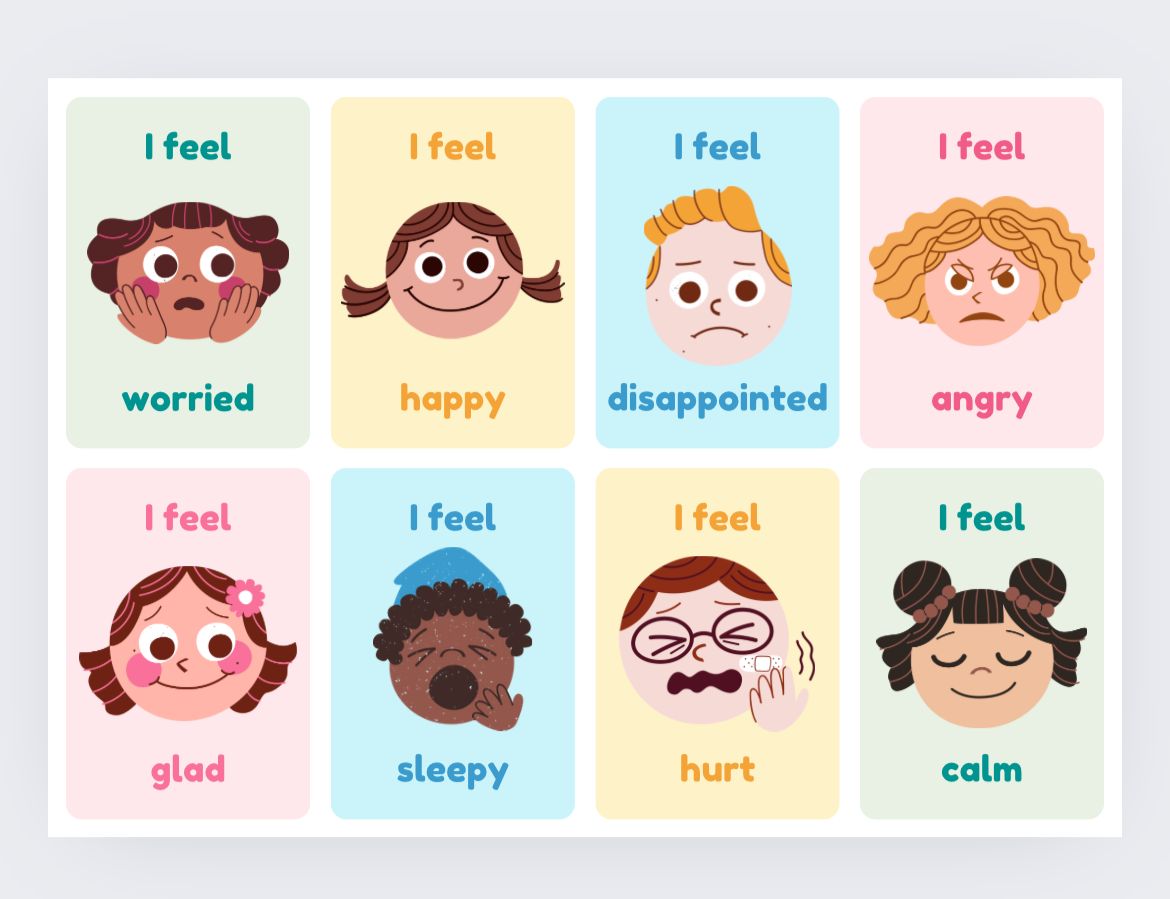 I feel
worried
I feel
happy
I feel
disappointed
I feel
angry
I feel
glad
I feel
sleepy
I feel
hurt
I feel
calm